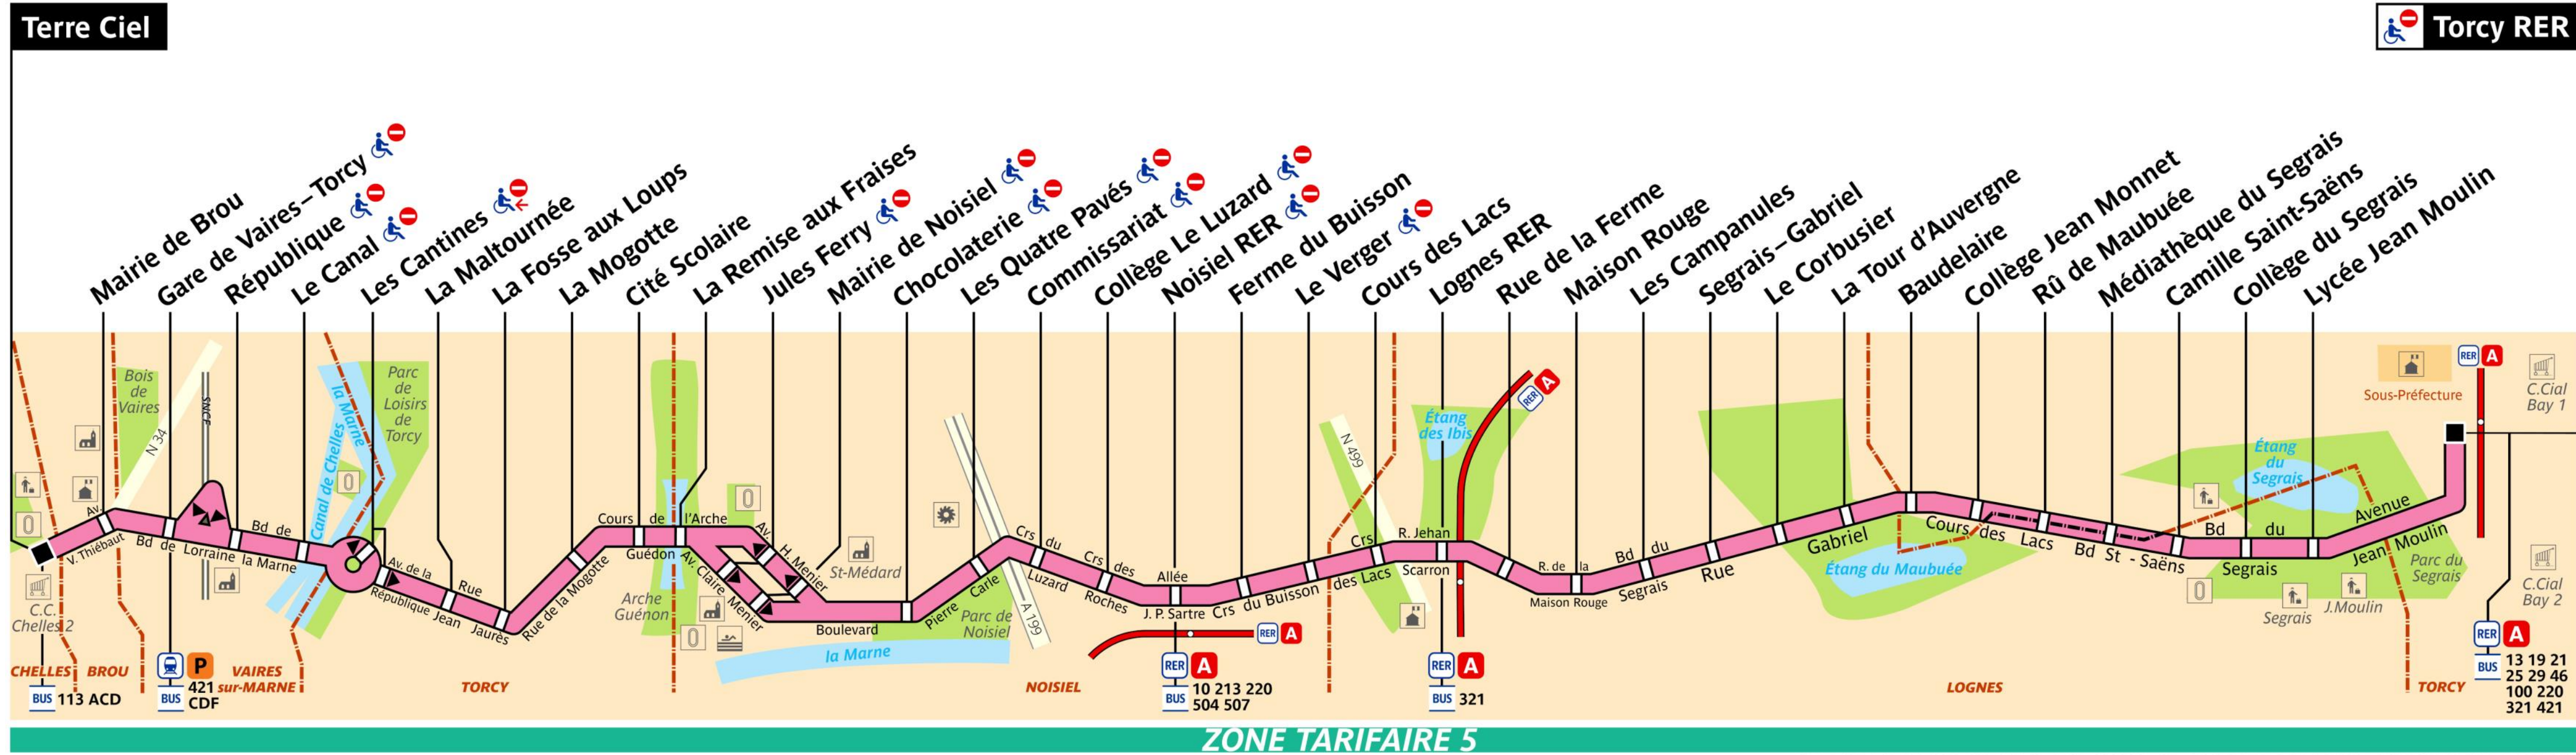 Terre Ciel
Torcy RER
Mairie de Brou
Gare de Vaires–Torcy
République
Le Canal
Les Cantines
La Maltournée
La Fosse aux Loups
La Mogotte
Cité Scolaire
La Remise aux Fraises
Jules Ferry
Mairie de Noisiel
Chocolaterie
Les Quatre Pavés
Commissariat
Collège Le Luzard
Noisiel RER
Ferme du Buisson
Le Verger
Cours des Lacs
Lognes RER
Rue de la Ferme
Maison Rouge
Les Campanules
Segrais–Gabriel
Le Corbusier
La Tour d'Auvergne
Baudelaire
Collège Jean Monnet
Rû de Maubuée
Médiathèque du Segrais
Camille Saint-Saëns
Collège du Segrais
Lycée Jean Moulin
Bois
de
Vaires
N 34
SNCF
la Marne
Canal de Chelles
Parc
de
Loisirs
de
Torcy
Av.
V. Thiébaut
Bd de Lorraine
Bd de
la Marne
Av. de la
République
Rue
Jean Jaurès
Rue de la Mogotte
Cours de l'Arche
Guédon
Arche
Guénon
Av. H. Menier
Av. Claire Menier
St-Médard
Boulevard
Pierre Carle
la Marne
Parc de
Noisiel
A 199
Crs du
Luzard
Crs des
Roches
Allée
J. P. Sartre
Crs du Buisson
RER A
N 499
Crs
des Lacs
R. Jehan
Scarron
Étang
des Ibis
RER A
R. de la
Maison Rouge
Bd du
Segrais
Rue
Gabriel
Étang du Maubuée
Cours des Lacs
Bd St - Saëns
Étang
du
Segrais
Bd du
Segrais
Avenue
Jean Moulin
Segrais
J.Moulin
Parc du
Segrais
Sous-Préfecture
RER A
C.Cial
Bay 1
C.Cial
Bay 2
C.C.
Chelles 2
CHELLES
BROU
VAIRES
sur-MARNE
TORCY
NOISIEL
LOGNES
TORCY
BUS 113 ACD
P
BUS 421
CDF
RER A
BUS 10 213 220
504 507
RER A
BUS 321
RER A
BUS 13 19 21
25 29 46
100 220
321 421
ZONE TARIFAIRE 5